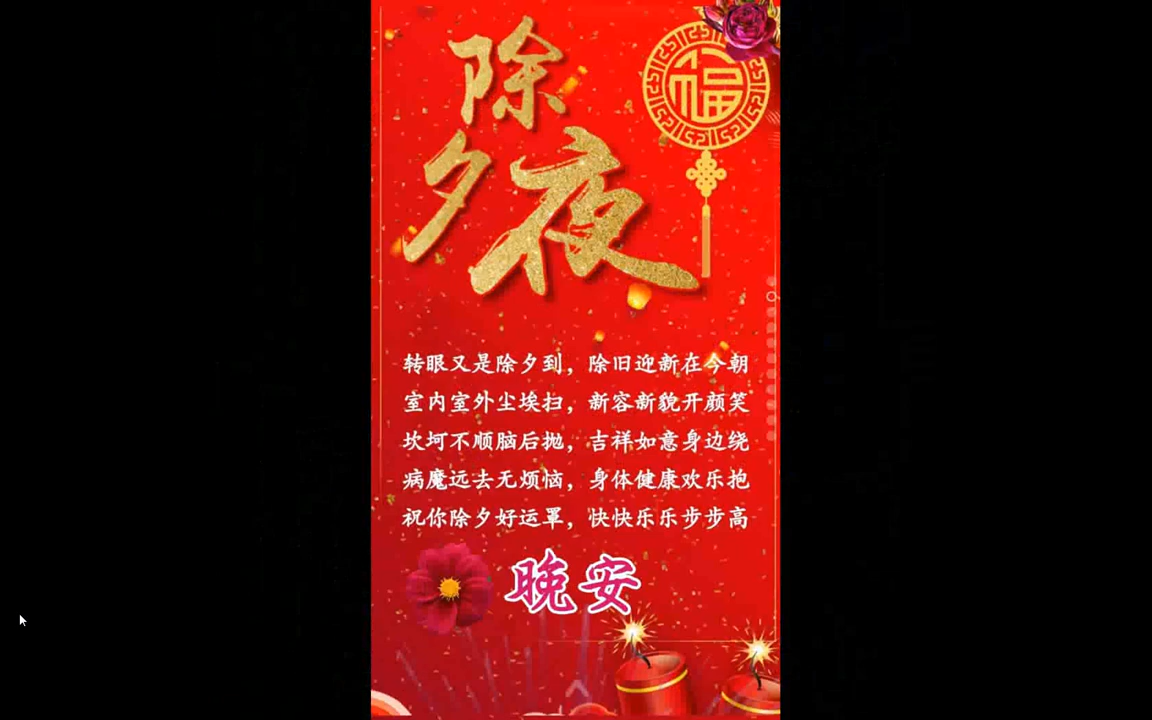 除夕夜
福
转眼又是除夕到，除旧迎新在今朝
室内室外尘埃扫，新容新貌开颜笑
坎坷不顺脑后抛，吉祥如意身边绕
病魔远去无烦恼，身体健康欢乐抱
祝你除夕好运罩，快快乐乐步步高
晚安